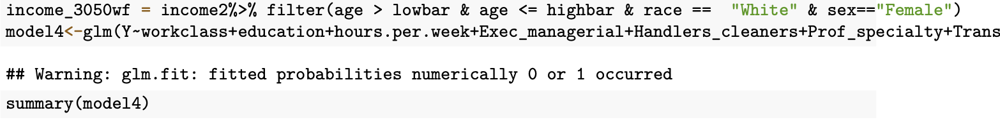 income_3050wf = income2%>% filter(age > lowbar & age <= highbar & race ==  "White" & sex=="Female")
model4<-glm(Y~workclass+education+hours.per.week+Exec_managerial+Handlers_cleaners+Prof_specialty+Trans
## Warning: glm.fit: fitted probabilities numerically 0 or 1 occurred
summary(model4)